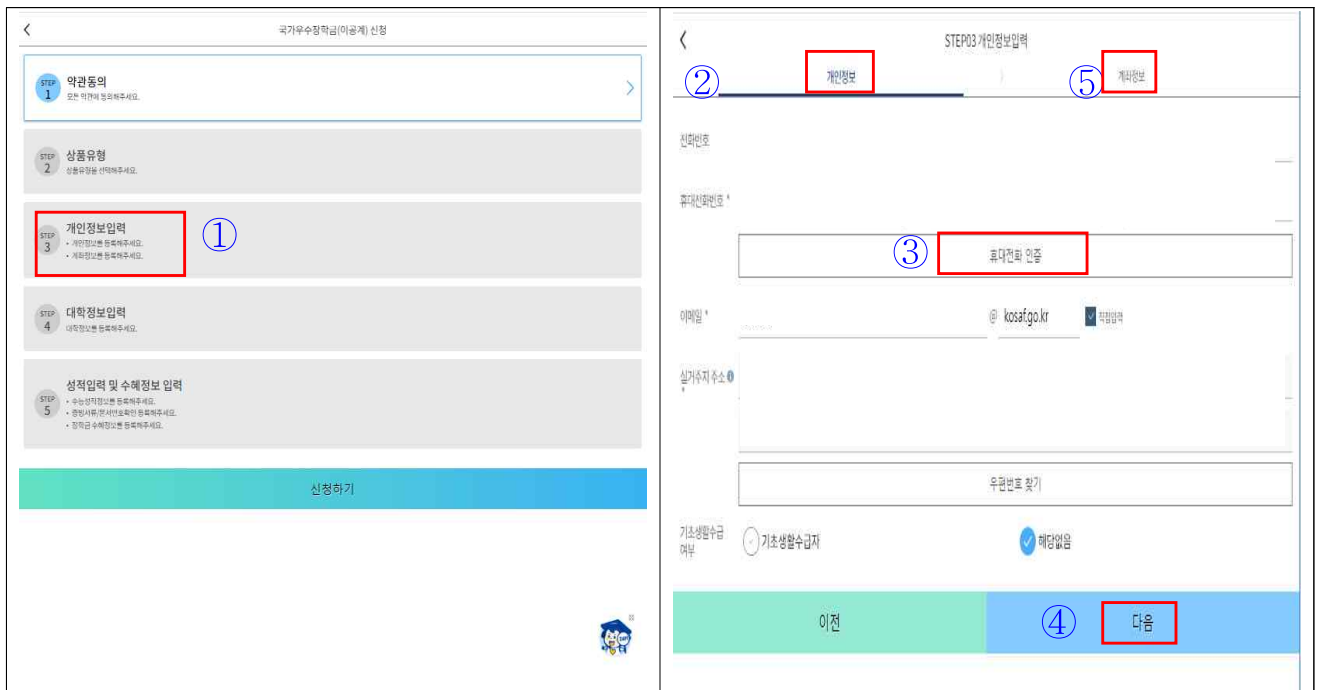 국가우수장학금(이공계) 신청
STEP 1
약관동의
모든 약관에 동의해주세요.
STEP 2
상품유형
상품유형을 선택해주세요.
STEP 3
개인정보입력
• 개인정보를 등록해주세요.
• 계좌정보를 등록해주세요.
①
STEP 4
대학정보입력
대학정보를 등록해주세요.
STEP 5
성적입력 및 수혜정보 입력
• 수능성적정보를 등록해주세요.
• 증빙서류/문서번호확인 등록해주세요.
• 장학금 수혜정보를 등록해주세요.
신청하기
STEP03 개인정보입력
② 개인정보 ⑤ 계좌정보
전화번호
휴대전화번호 *
③ 휴대전화 인증
이메일 * @ kosaf.go.kr 직접입력
실거주지 주소
*
우편번호 찾기
기초생활수급
여부
기초생활수급자 해당없음
이전 ④ 다음